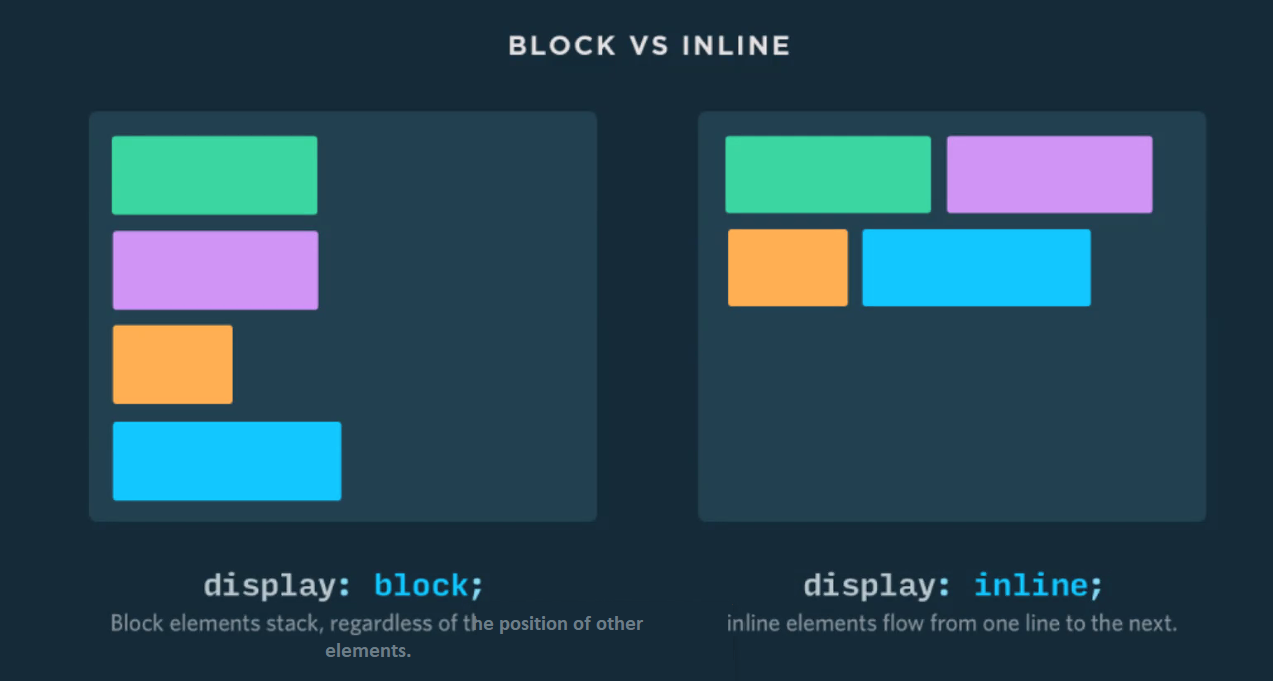 BLOCK VS INLINE
display: block;
Block elements stack, regardless of the position of other
elements.
display: inline;
inline elements flow from one line to the next.